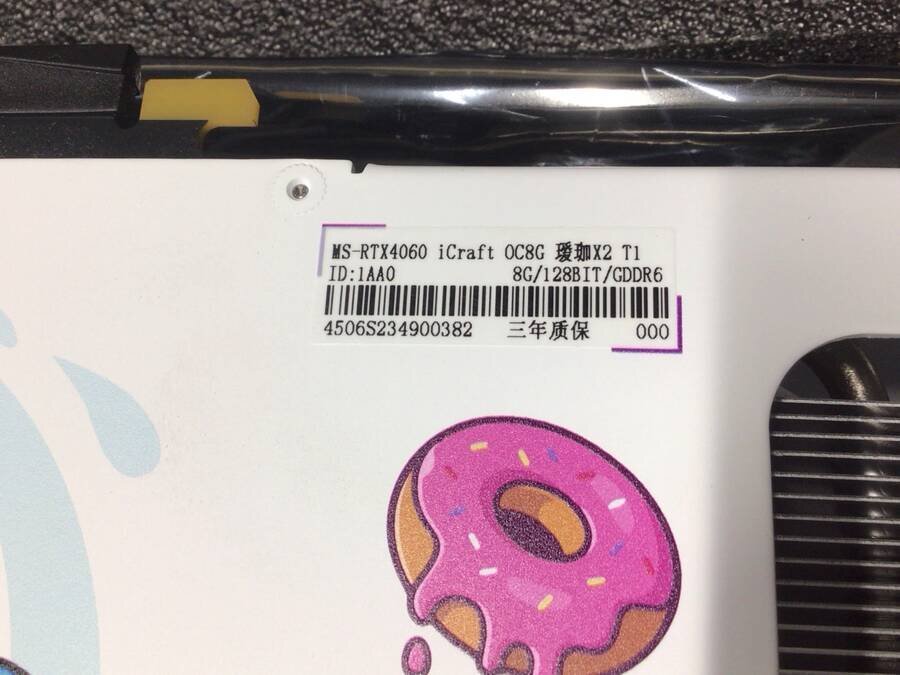 MS-RTX4060 iCraft OC8G 瑷珈X2 T1
ID:1AA0 8G/128BIT/GDDR6
4506S234900382 三年质保 000